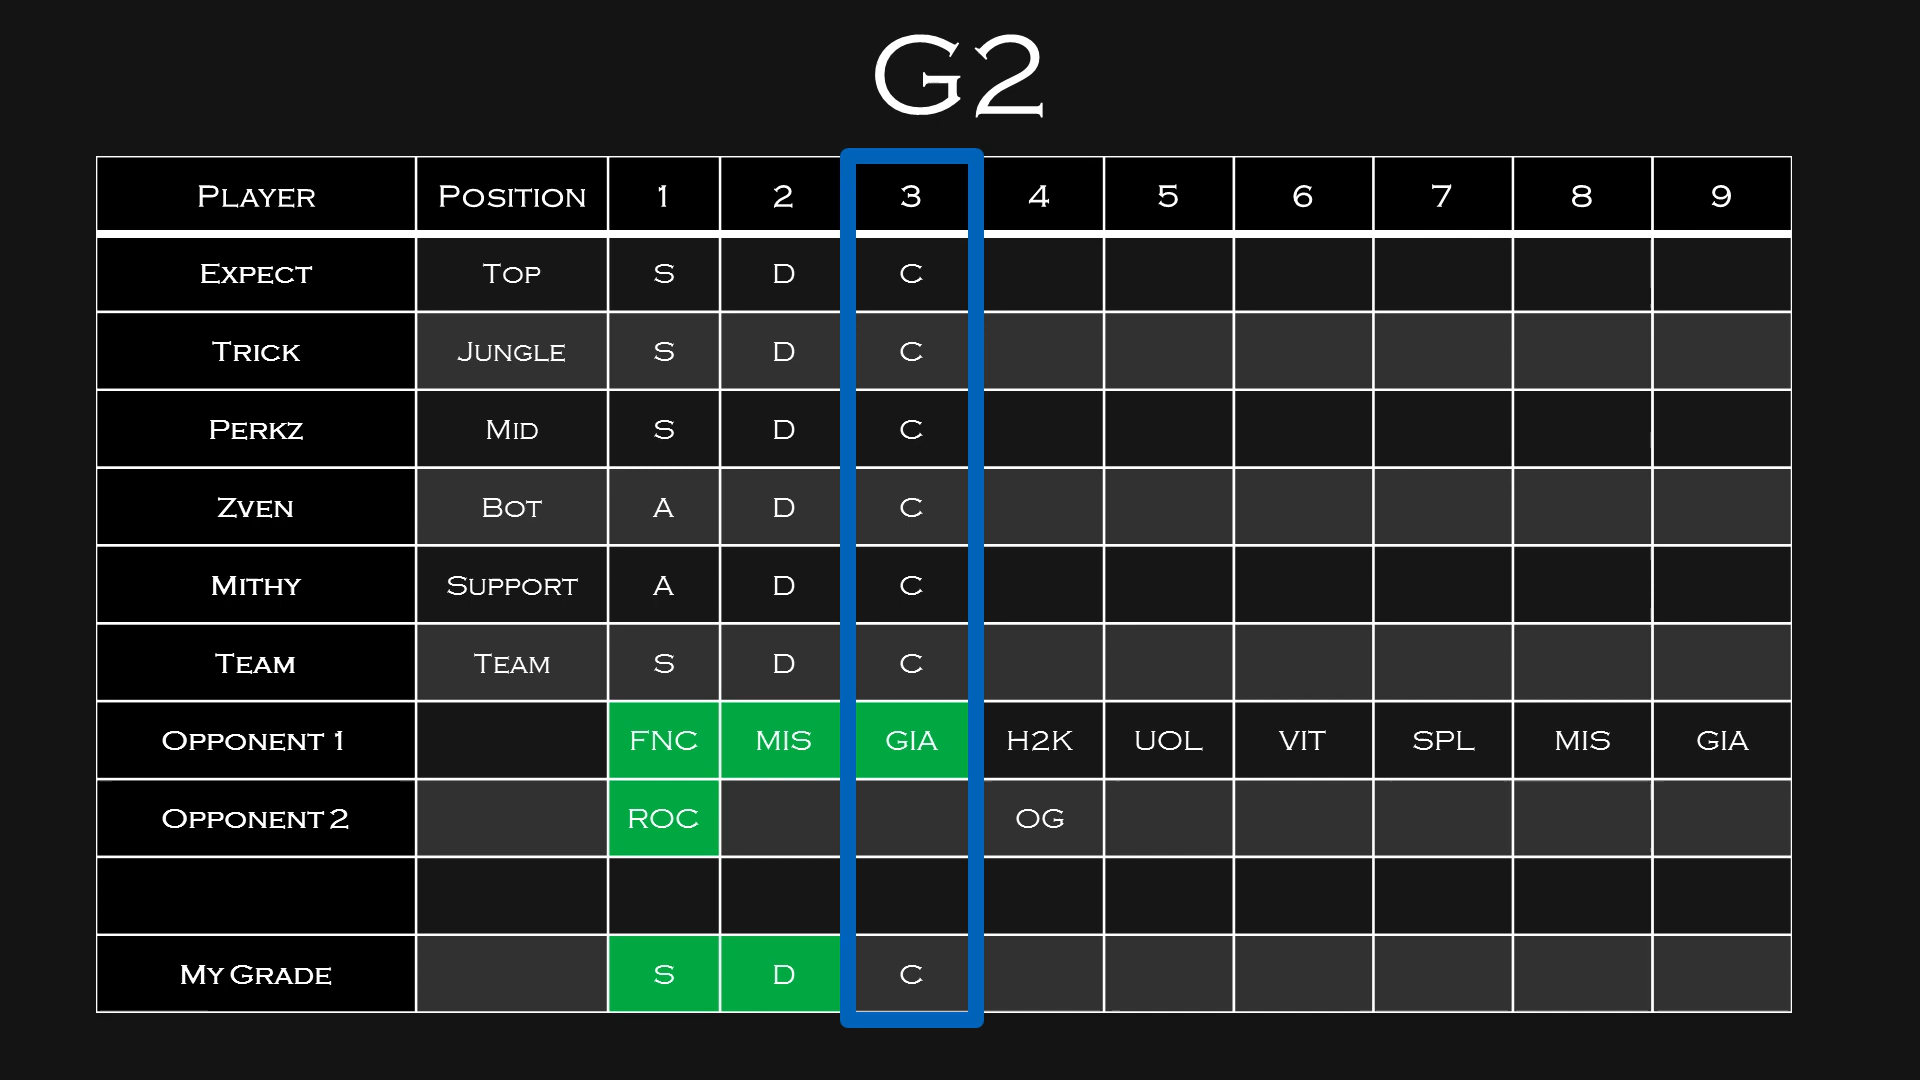 G2
Player Position 1 2 3 4 5 6 7 8 9
Expect Top S D C
Trick Jungle S D C
Perkz Mid S D C
Zven Bot A D C
Mithy Support A D C
Team Team S D C
Opponent 1 FNC MIS GIA H2K UOL VIT SPL MIS GIA
Opponent 2 ROC OG
My Grade S D C